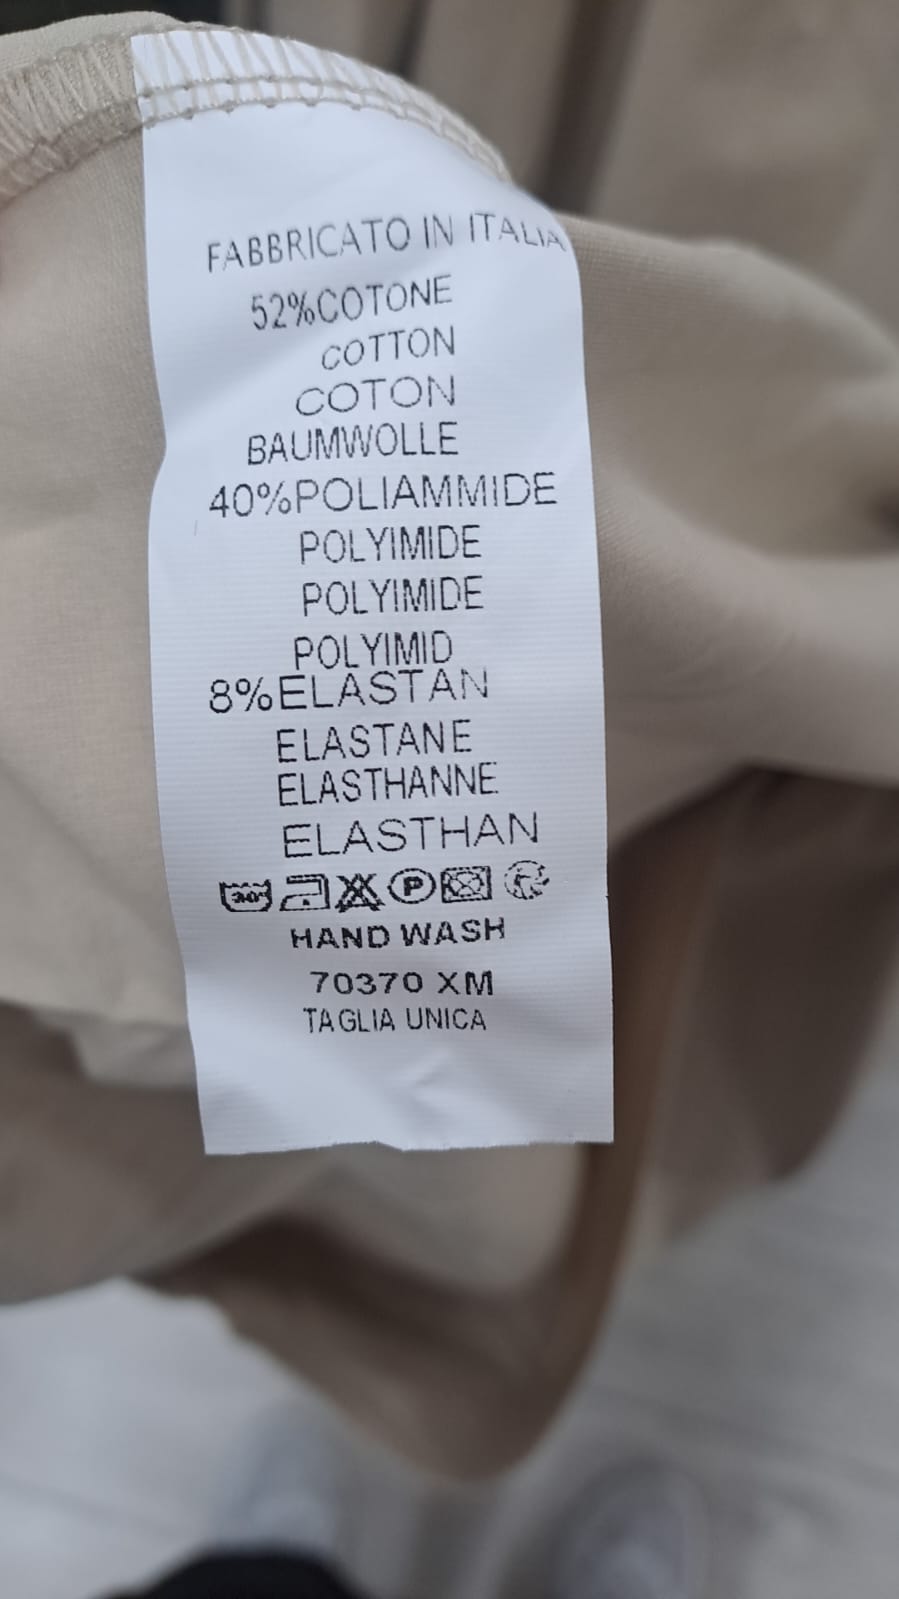 FABBRICATO IN ITALIA
52%COTONE
COTTON
COTON
BAUMWOLLE
40%POLIAMMIDE
POLYIMIDE
POLYIMIDE
POLYIMID
8%ELASTAN
ELASTANE
ELASTHANNE
ELASTHAN
30° P
HAND WASH
70370 XM
TAGLIA UNICA